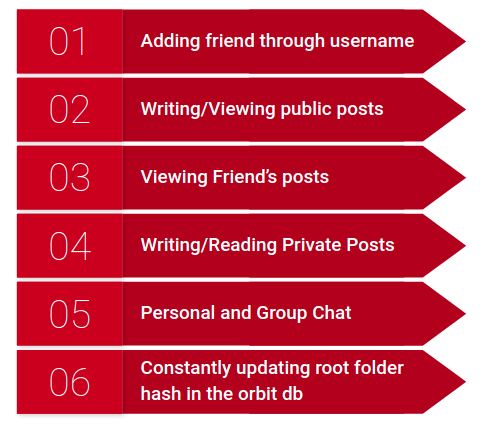 01 Adding friend through username
02 Writing/Viewing public posts
03 Viewing Friend’s posts
04 Writing/Reading Private Posts
05 Personal and Group Chat
06 Constantly updating root folder
hash in the orbit db